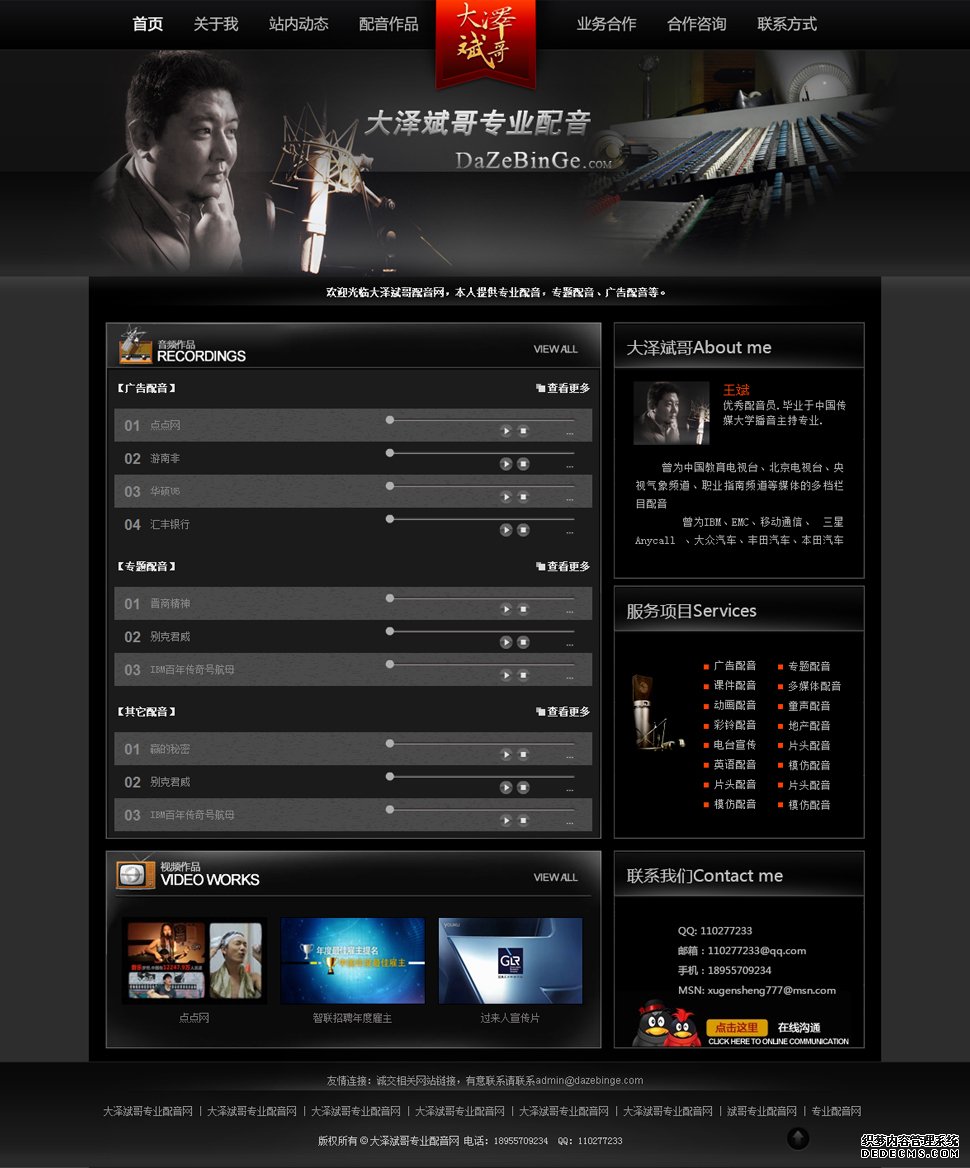 首页 关于我 站内动态 配音作品 大泽斌哥 业务合作 合作咨询 联系方式
大泽斌哥专业配音
DaZeBinGe.com
欢迎光临大泽斌哥配音网，本人提供专业配音，专题配音、广告配音等。
音频作品
RECORDINGS VIEW ALL
【广告配音】 查看更多
01 点点网 ...
02 游南非 ...
03 华硕U6 ...
04 汇丰银行 ...
【专题配音】 查看更多
01 晋商精神 ...
02 别克君威 ...
03 IBM百年传奇号航母 ...
【其它配音】 查看更多
01 赢的秘密 ...
02 别克君威 ...
03 IBM百年传奇号航母 ...
大泽斌哥About me
王斌
优秀配音员.毕业于中国传
媒大学播音主持专业.
曾为中国教育电视台、北京电视台、央
视气象频道、职业指南频道等媒体的多档栏
目配音
曾为IBM、EMC、移动通信、 三星
Anycall 、大众汽车、丰田汽车、本田汽车
服务项目Services
广告配音 专题配音
课件配音 多媒体配音
动画配音 童声配音
彩铃配音 地产配音
电台宣传 片头配音
英语配音 模仿配音
片头配音 片头配音
模仿配音 模仿配音
视频作品
VIDEO WORKS VIEW ALL
年度最佳雇主提名
YOUKU
GLR
点点网 智联招聘年度雇主 过来人宣传片
联系我们Contact me
QQ: 110277233
邮箱：110277233@qq.com
手机：18955709234
MSN: xugensheng777@msn.com
点击这里 在线沟通
CLICK HERE TO ONLINE COMMUNICATION
友情连接：诚交相关网站链接，有意联系请联系admin@dazebinge.com
大泽斌哥专业配音网 | 大泽斌哥专业配音网 | 大泽斌哥专业配音网 | 大泽斌哥专业配音网 | 大泽斌哥专业配音网 | 大泽斌哥专业配音网 | 斌哥专业配音网 | 专业配音网
版权所有 © 大泽斌哥专业配音网 电话：18955709234 QQ：110277233
织梦内容管理系统
DEDECMS.COM